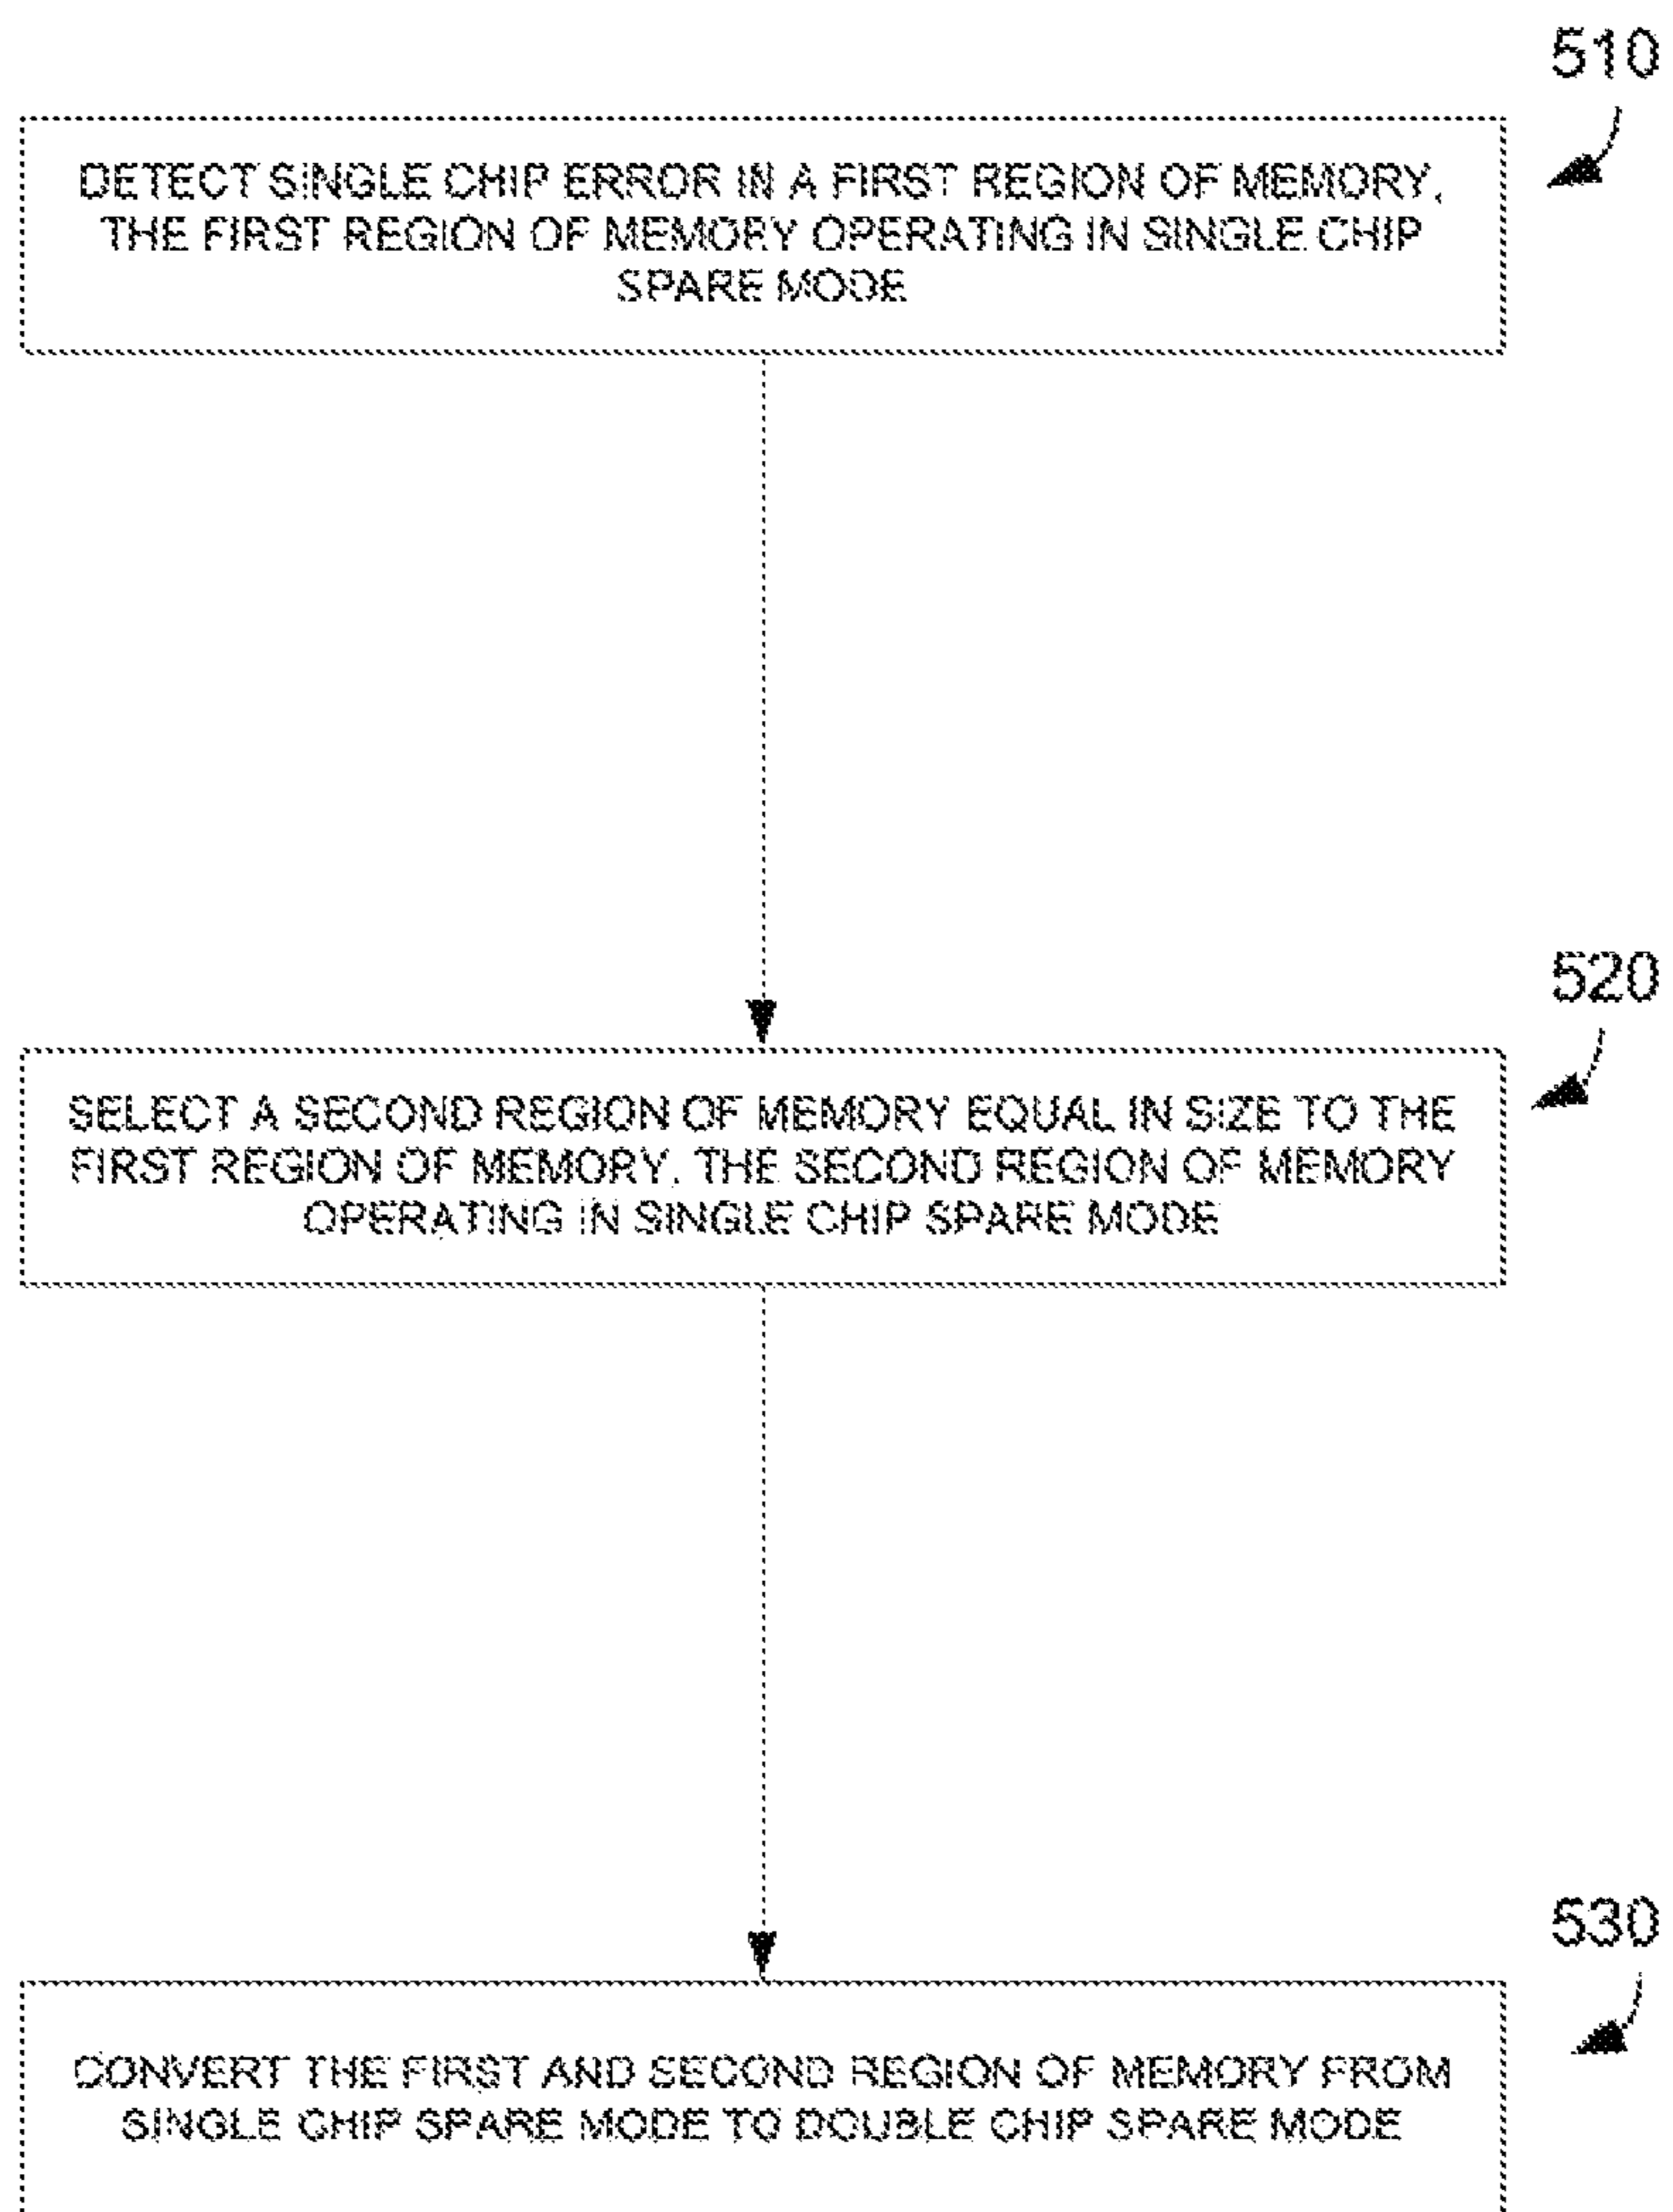 510
DETECT SINGLE CHIP ERROR IN A FIRST REGION OF MEMORY,
THE FIRST REGION OF MEMORY OPERATING IN SINGLE CHIP
SPARE MODE
520
SELECT A SECOND REGION OF MEMORY EQUAL IN SIZE TO THE
FIRST REGION OF MEMORY, THE SECOND REGION OF MEMORY
OPERATING IN SINGLE CHIP SPARE MODE
530
CONVERT THE FIRST AND SECOND REGION OF MEMORY FROM
SINGLE CHIP SPARE MODE TO DOUBLE CHIP SPARE MODE